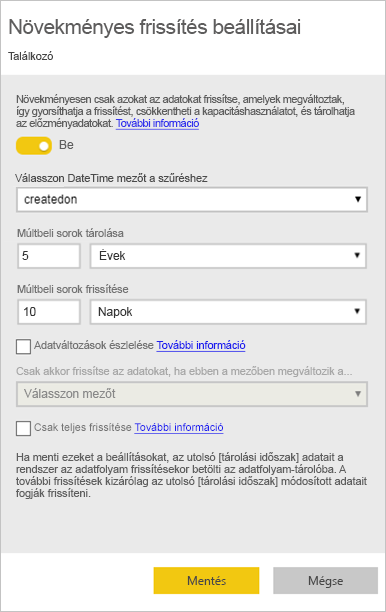 Növekményes frissítés beállításai
Találkozó
Növekményesen csak azokat az adatokat frissítse, amelyek megváltoztak,
így gyorsíthatja a frissítést, csökkentheti a kapacitáshasználatot, és tárolhatja
az előzményadatokat. További információ
Be
Válasszon DateTime mezőt a szűréshez
createdon
Múltbeli sorok tárolása
5 Évek
Múltbeli sorok frissítése
10 Napok
Adatváltozások észlelése További információ
Csak akkor frissítse az adatokat, ha ebben a mezőben megváltozik a...
Válasszon mezőt
Csak teljes frissítése További információ
Ha menti ezeket a beállításokat, az utolsó [tárolási időszak] adatait a
rendszer az adatfolyam frissítésekor betölti az adatfolyam-tárolóba. A
további frissítések kizárólag az utolsó [tárolási időszak] módosított adatait
fogják frissíteni.
Mentés Mégse